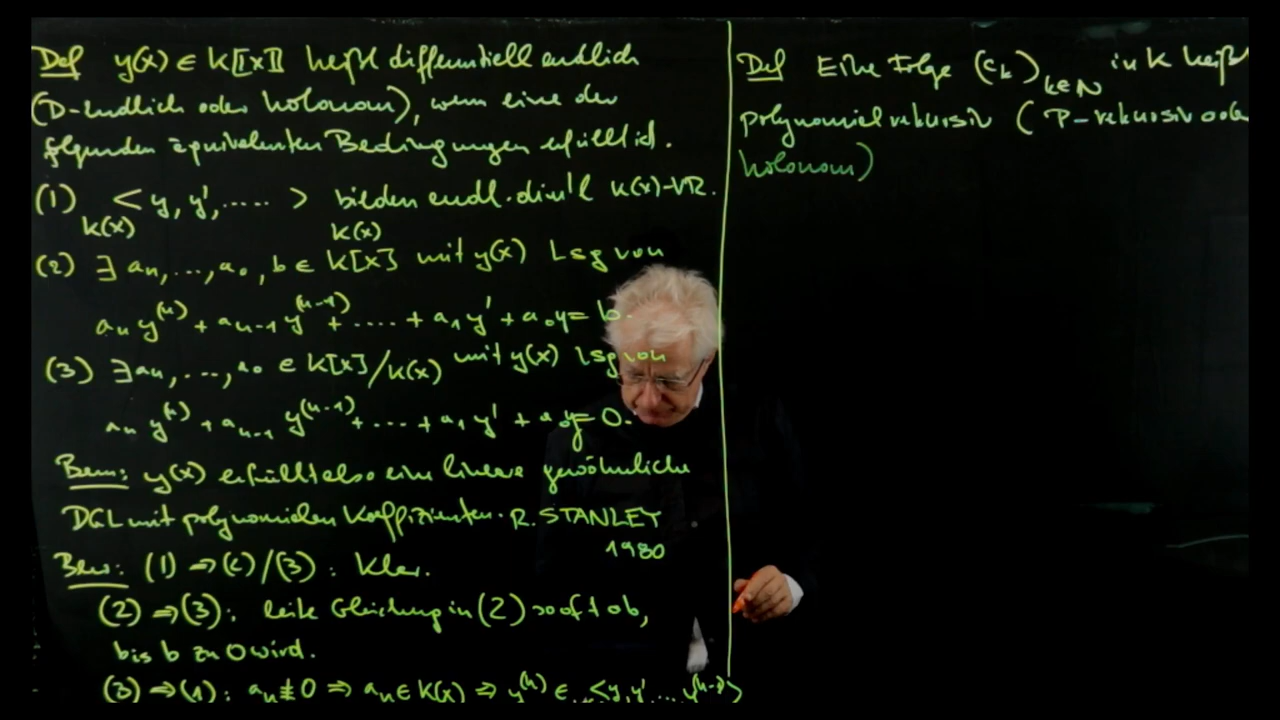 Def y(x) ∈ K[[x]] heißt differentiell endlich
(D-endlich oder holonom), wenn eine der
folgenden äquivalenten Bedingungen erfüllt ist.
(1) < y, y', ..... > bilden endl. dim'l K(x)-VR.
K(x) K(x)
(2) ∃ an, ..., a0, b ∈ K[x] mit y(x) Lsg von
an y^(n) + an-1 y^(n-1) + .... + a1 y' + a0 y = b.
(3) ∃ an, ..., a0 ∈ K[x]/K(x) mit y(x) Lsg von
an y^(n) + an-1 y^(n-1) + ... + a1 y' + a0 y = 0.
Bem: y(x) erfüllt also eine lineare gewöhnliche
DGL mit polynomialen Koeffizienten. R. STANLEY
1980
Bew: (1) ⇒ (2)/(3): klar.
(2) ⇒ (3): leite Gleichung in (2) so oft ab,
bis b zu 0 wird.
(3) ⇒ (1): an ≢ 0 ⇒ an ∈ K(x) ⇒ y^(n) ∈ <y, y' ... y^(n-1)>
Def Eine Folge (ck) k∈N in K heißt
polynomiel rekursiv (P-rekursiv oder
holonom)